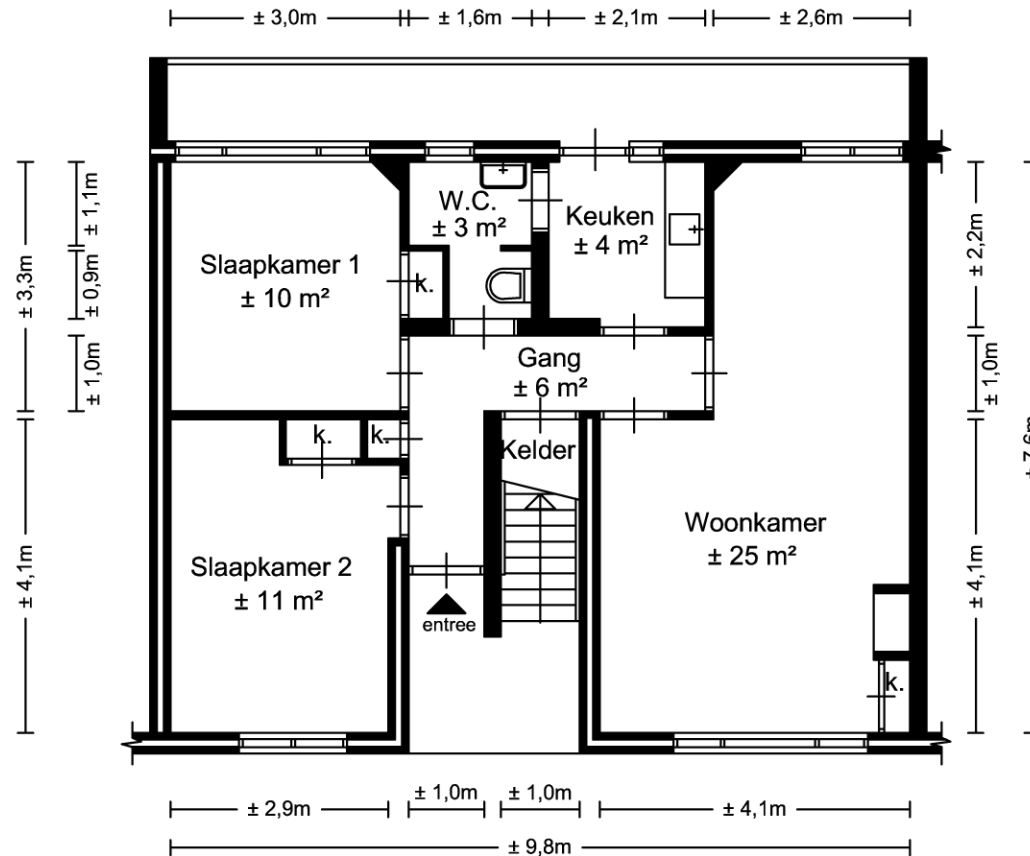 ± 3,0m
± 1,6m
± 2,1m
± 2,6m
± 3,3m
± 1,1m
± 0,9m
± 1,0m
± 4,1m
Slaapkamer 1
± 10 m²
W.C.
± 3 m²
k.
Keuken
± 4 m²
Gang
± 6 m²
k.
k.
Kelder
Slaapkamer 2
± 11 m²
entree
Woonkamer
± 25 m²
k.
± 2,2m
± 1,0m
± 4,1m
± 7,6m
± 2,9m
± 1,0m
± 1,0m
± 4,1m
± 9,8m